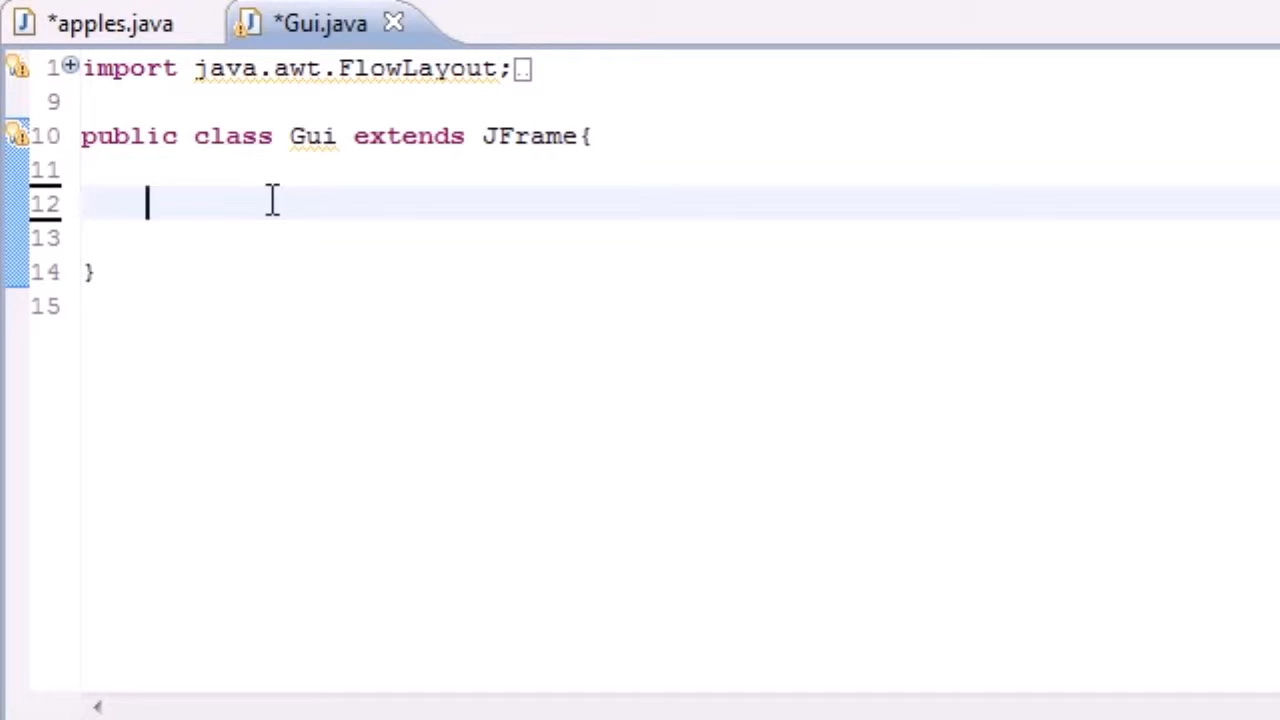 *apples.java *Gui.java
1 import java.awt.FlowLayout;
9
10 public class Gui extends JFrame{
11
12
13
14 }
15